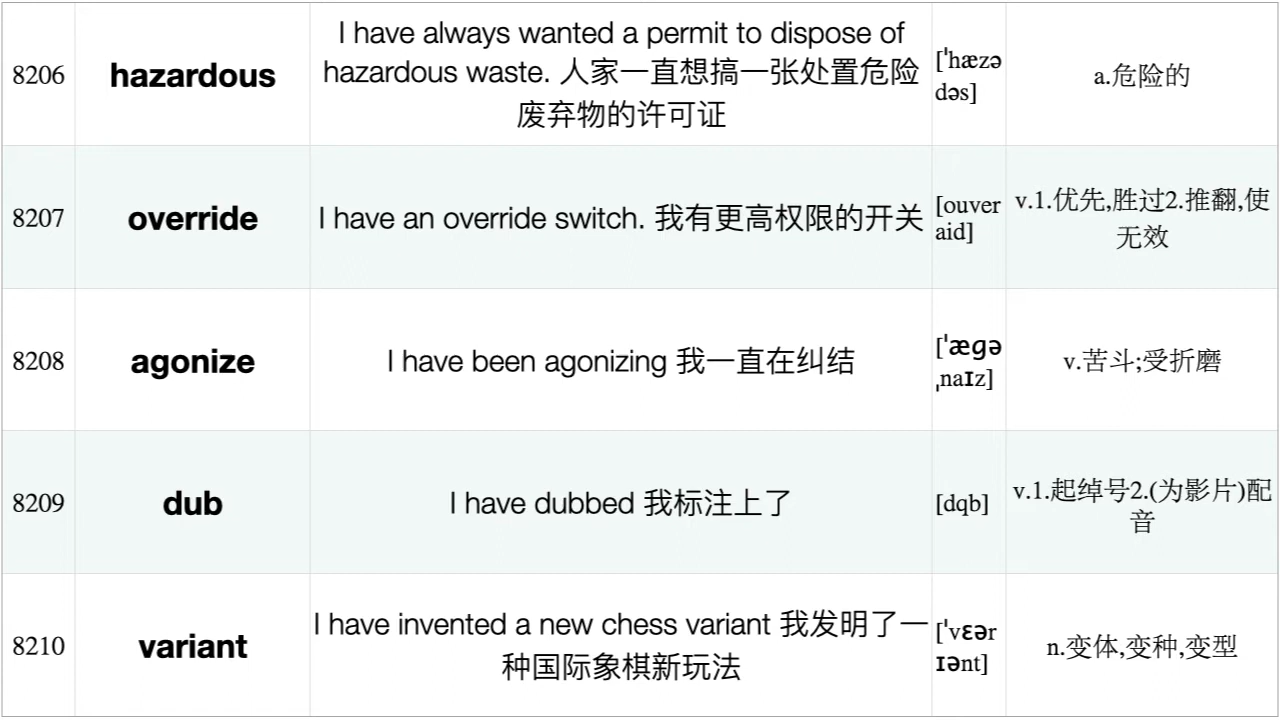 8206
hazardous
I have always wanted a permit to dispose of
hazardous waste. 人家一直想搞一张处置危险
废弃物的许可证
[ˈhæzə
dəs]
a.危险的
8207
override
I have an override switch. 我有更高权限的开关
[ouver
aid]
v.1.优先,胜过2.推翻,使
无效
8208
agonize
I have been agonizing 我一直在纠结
[ˈæɡə
ˌnaɪz]
v.苦斗;受折磨
8209
dub
I have dubbed 我标注上了
[dqb]
v.1.起绰号2.(为影片)配
音
8210
variant
I have invented a new chess variant 我发明了一
种国际象棋新玩法
[ˈvɛər
ɪənt]
n.变体,变种,变型